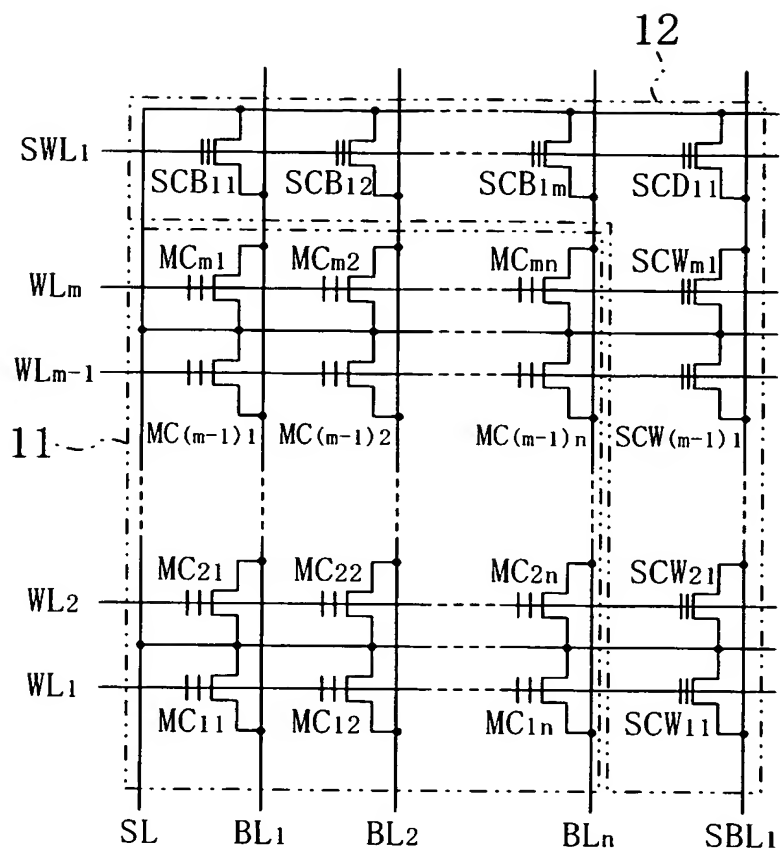 12
SWL1
SCB11 SCB12 SCB1m SCD11
MCm1 MCm2 MCmn SCWm1
WLm
WLm-1
11 MC(m-1)1 MC(m-1)2 MC(m-1)n SCW(m-1)1
MC21 MC22 MC2n SCW21
WL2
WL1
MC11 MC12 MC1n SCW11
SL BL1 BL2 BLn SBL1